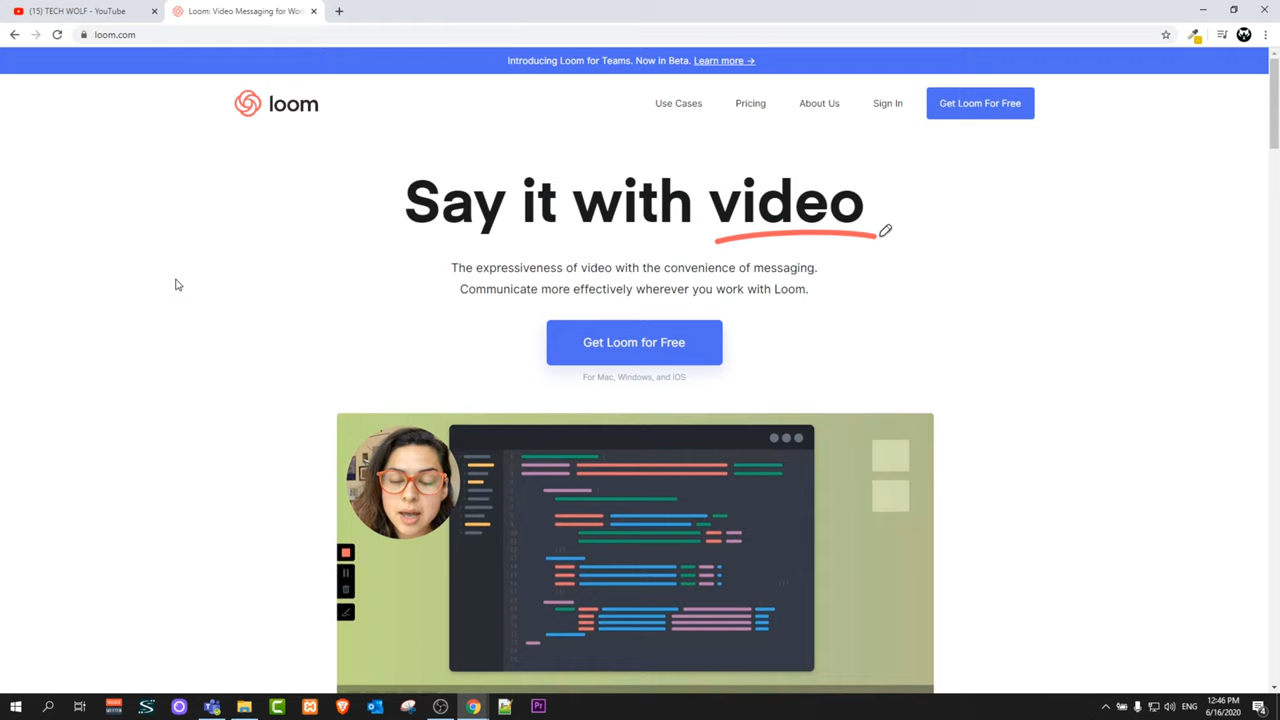 (15) TECH WOLF - YouTube
Loom: Video Messaging for Wor
loom.com
Introducing Loom for Teams. Now in Beta. Learn more →
loom
Use Cases
Pricing
About Us
Sign In
Get Loom For Free
Say it with video
The expressiveness of video with the convenience of messaging.
Communicate more effectively wherever you work with Loom.
Get Loom for Free
For Mac, Windows, and iOS
ENG
12:46 PM
6/16/2020
4